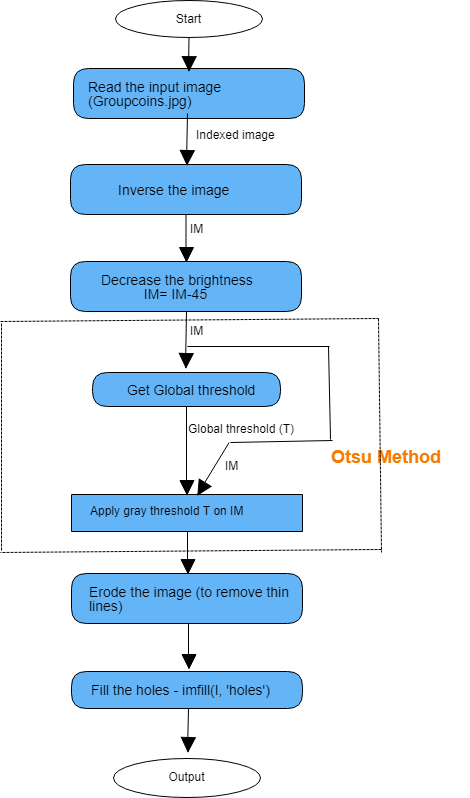 Start
Read the input image
(Groupcoins.jpg)
Indexed image
Inverse the image
IM
Decrease the brightness
IM= IM-45
IM
Get Global threshold
Global threshold (T)
Otsu Method
IM
Apply gray threshold T on IM
Erode the image (to remove thin
lines)
Fill the holes - imfill(I, 'holes')
Output